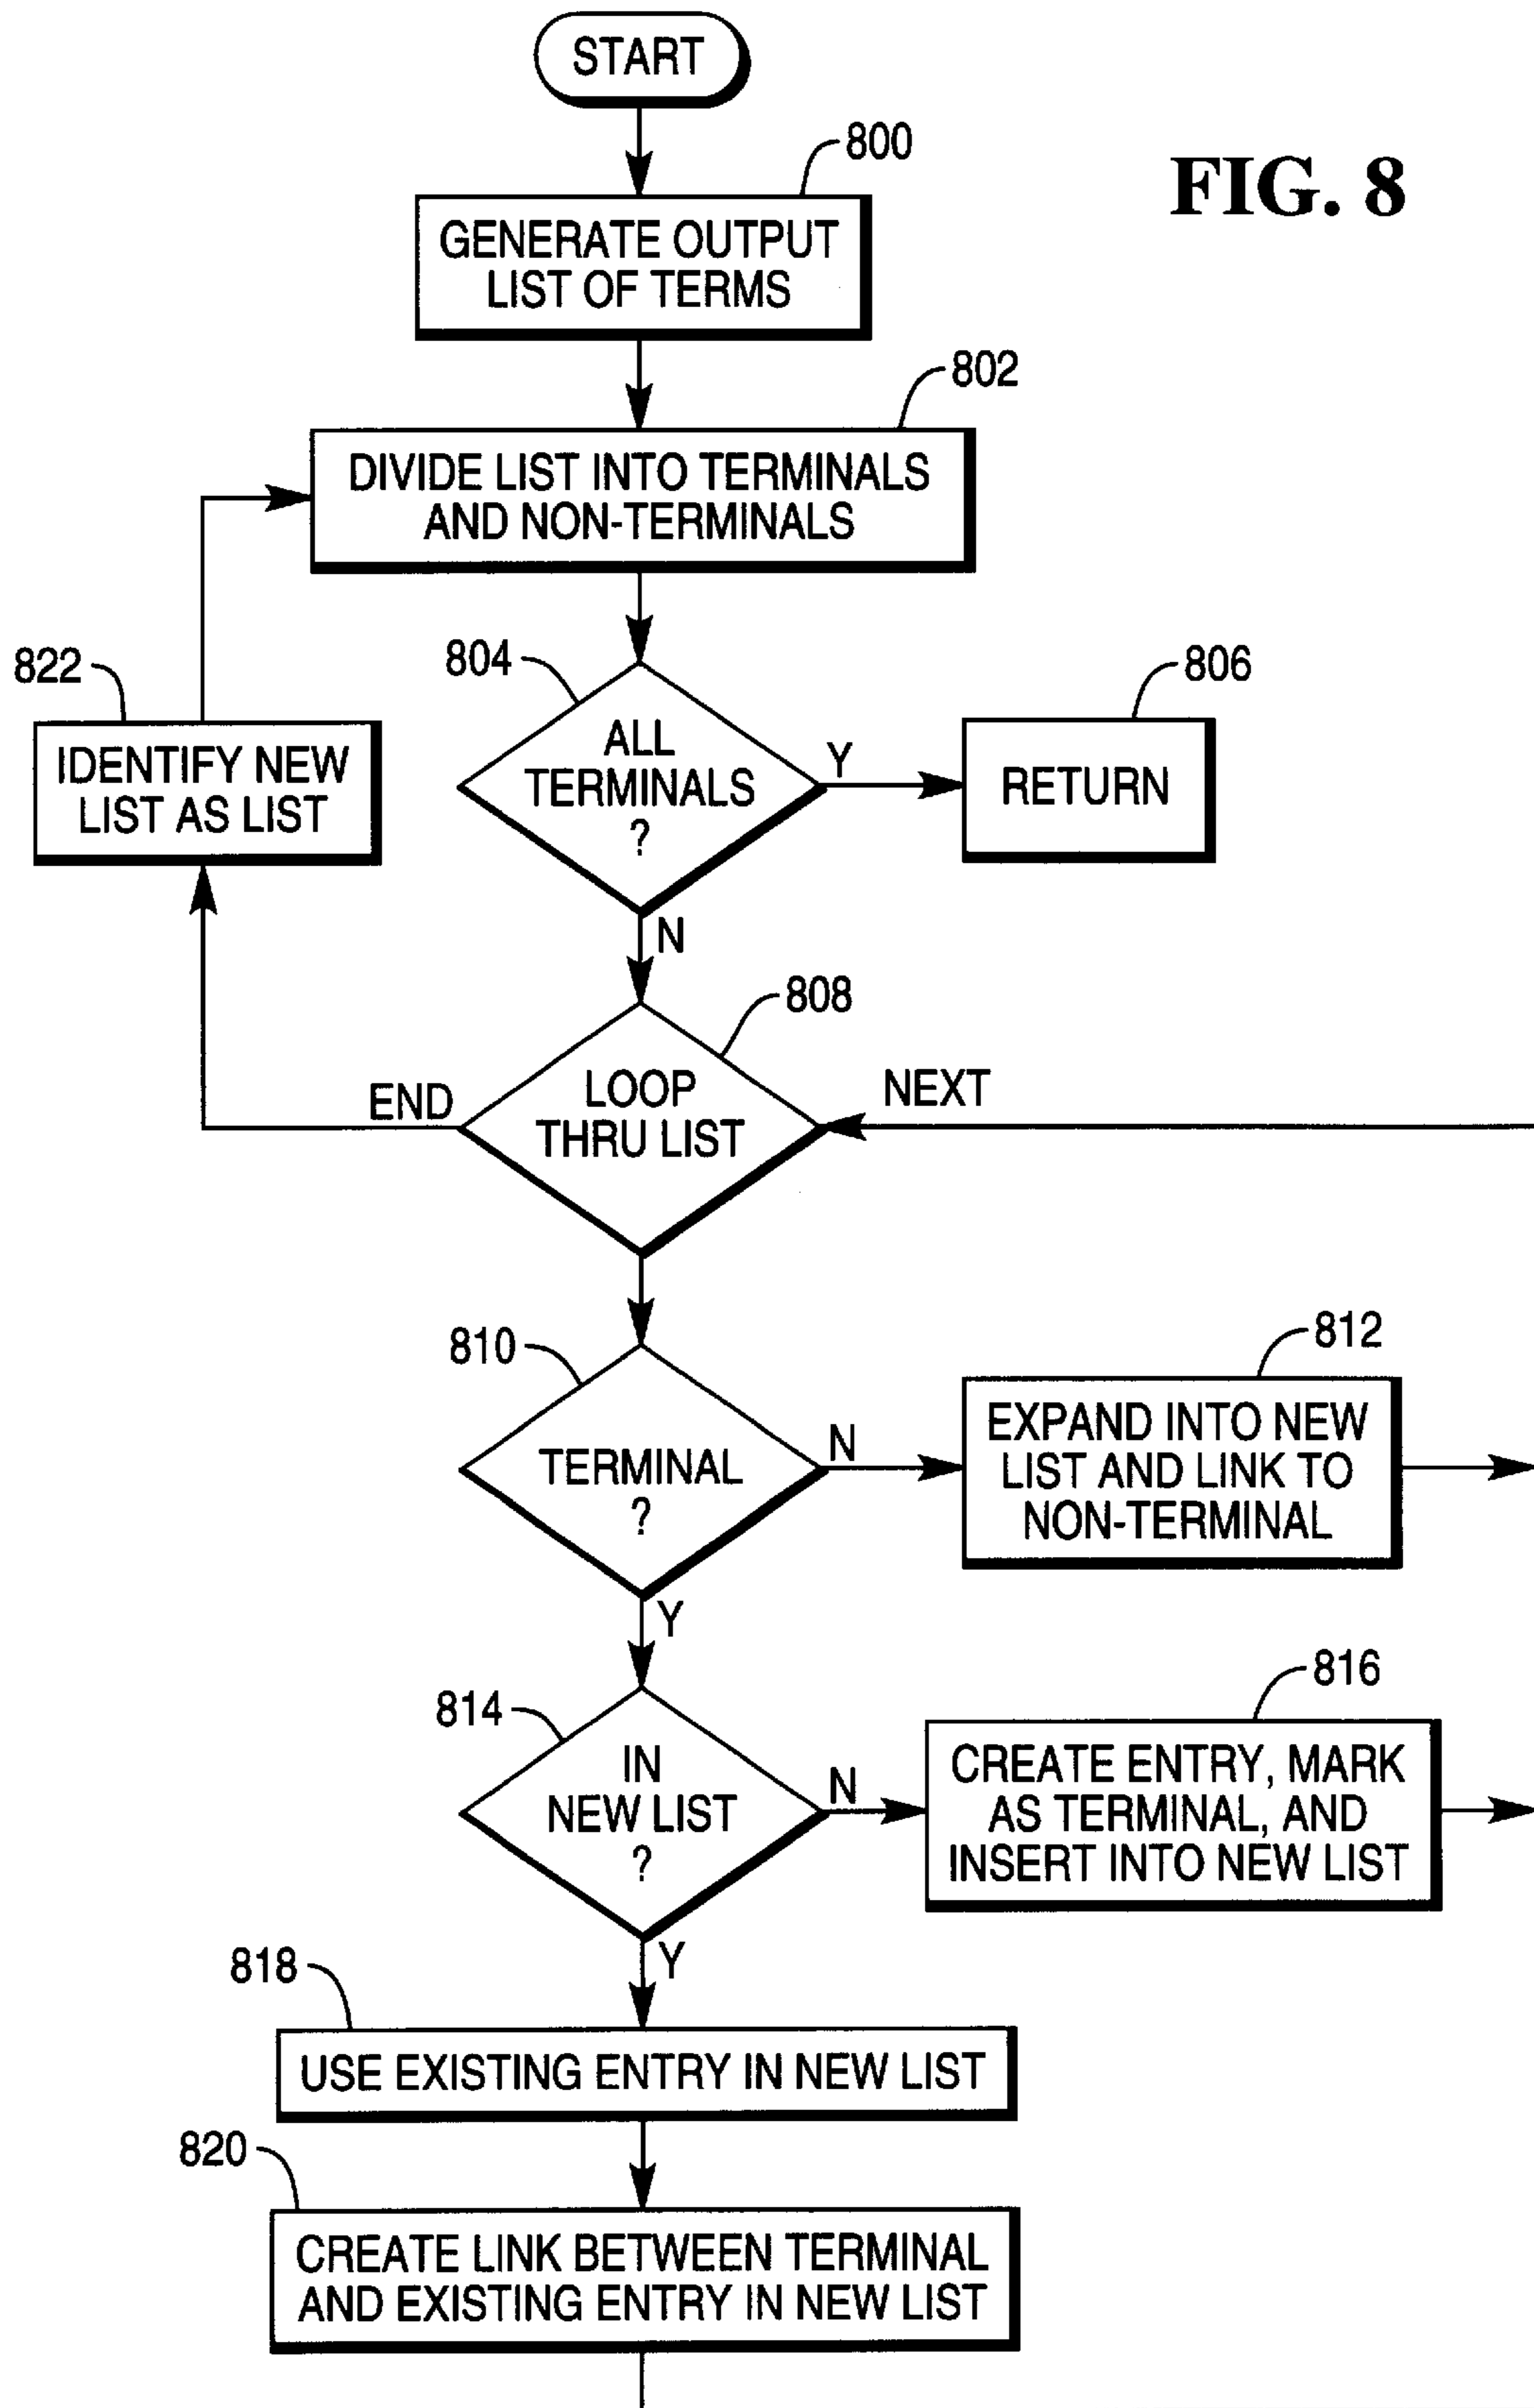 START
800
FIG. 8
GENERATE OUTPUT
LIST OF TERMS
802
DIVIDE LIST INTO TERMINALS
AND NON-TERMINALS
822
804
806
IDENTIFY NEW
LIST AS LIST
ALL
TERMINALS
?
Y
RETURN
N
808
END
LOOP
THRU LIST
NEXT
810
812
TERMINAL
?
N
EXPAND INTO NEW
LIST AND LINK TO
NON-TERMINAL
Y
814
816
IN
NEW LIST
?
N
CREATE ENTRY, MARK
AS TERMINAL, AND
INSERT INTO NEW LIST
Y
818
USE EXISTING ENTRY IN NEW LIST
820
CREATE LINK BETWEEN TERMINAL
AND EXISTING ENTRY IN NEW LIST